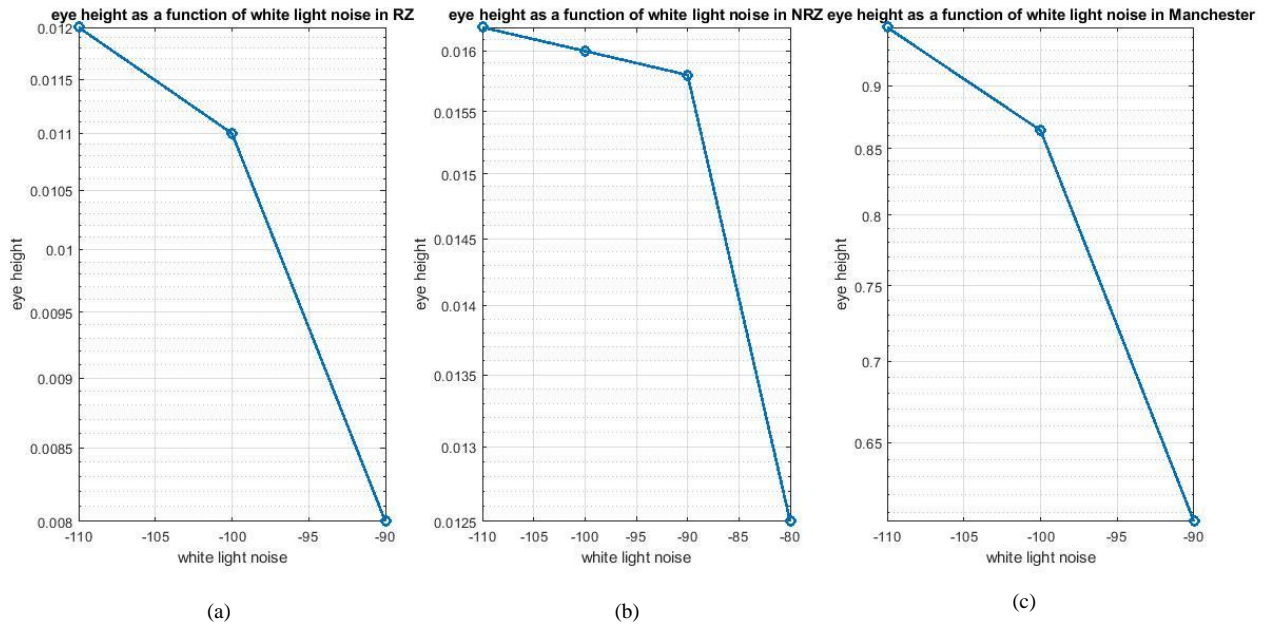 eye height as a function of white light noise in RZ
0.012
0.0115
0.011
0.0105
0.01
0.0095
0.009
0.0085
0.008
eye height
-110 -105 -100 -95 -90
white light noise
(a)
eye height as a function of white light noise in NRZ
0.016
0.0155
0.015
0.0145
0.014
0.0135
0.013
0.0125
eye height
-110 -105 -100 -95 -90 -85 -80
white light noise
(b)
eye height as a function of white light noise in Manchester
0.9
0.85
0.8
0.75
0.7
0.65
eye height
-110 -105 -100 -95 -90
white light noise
(c)